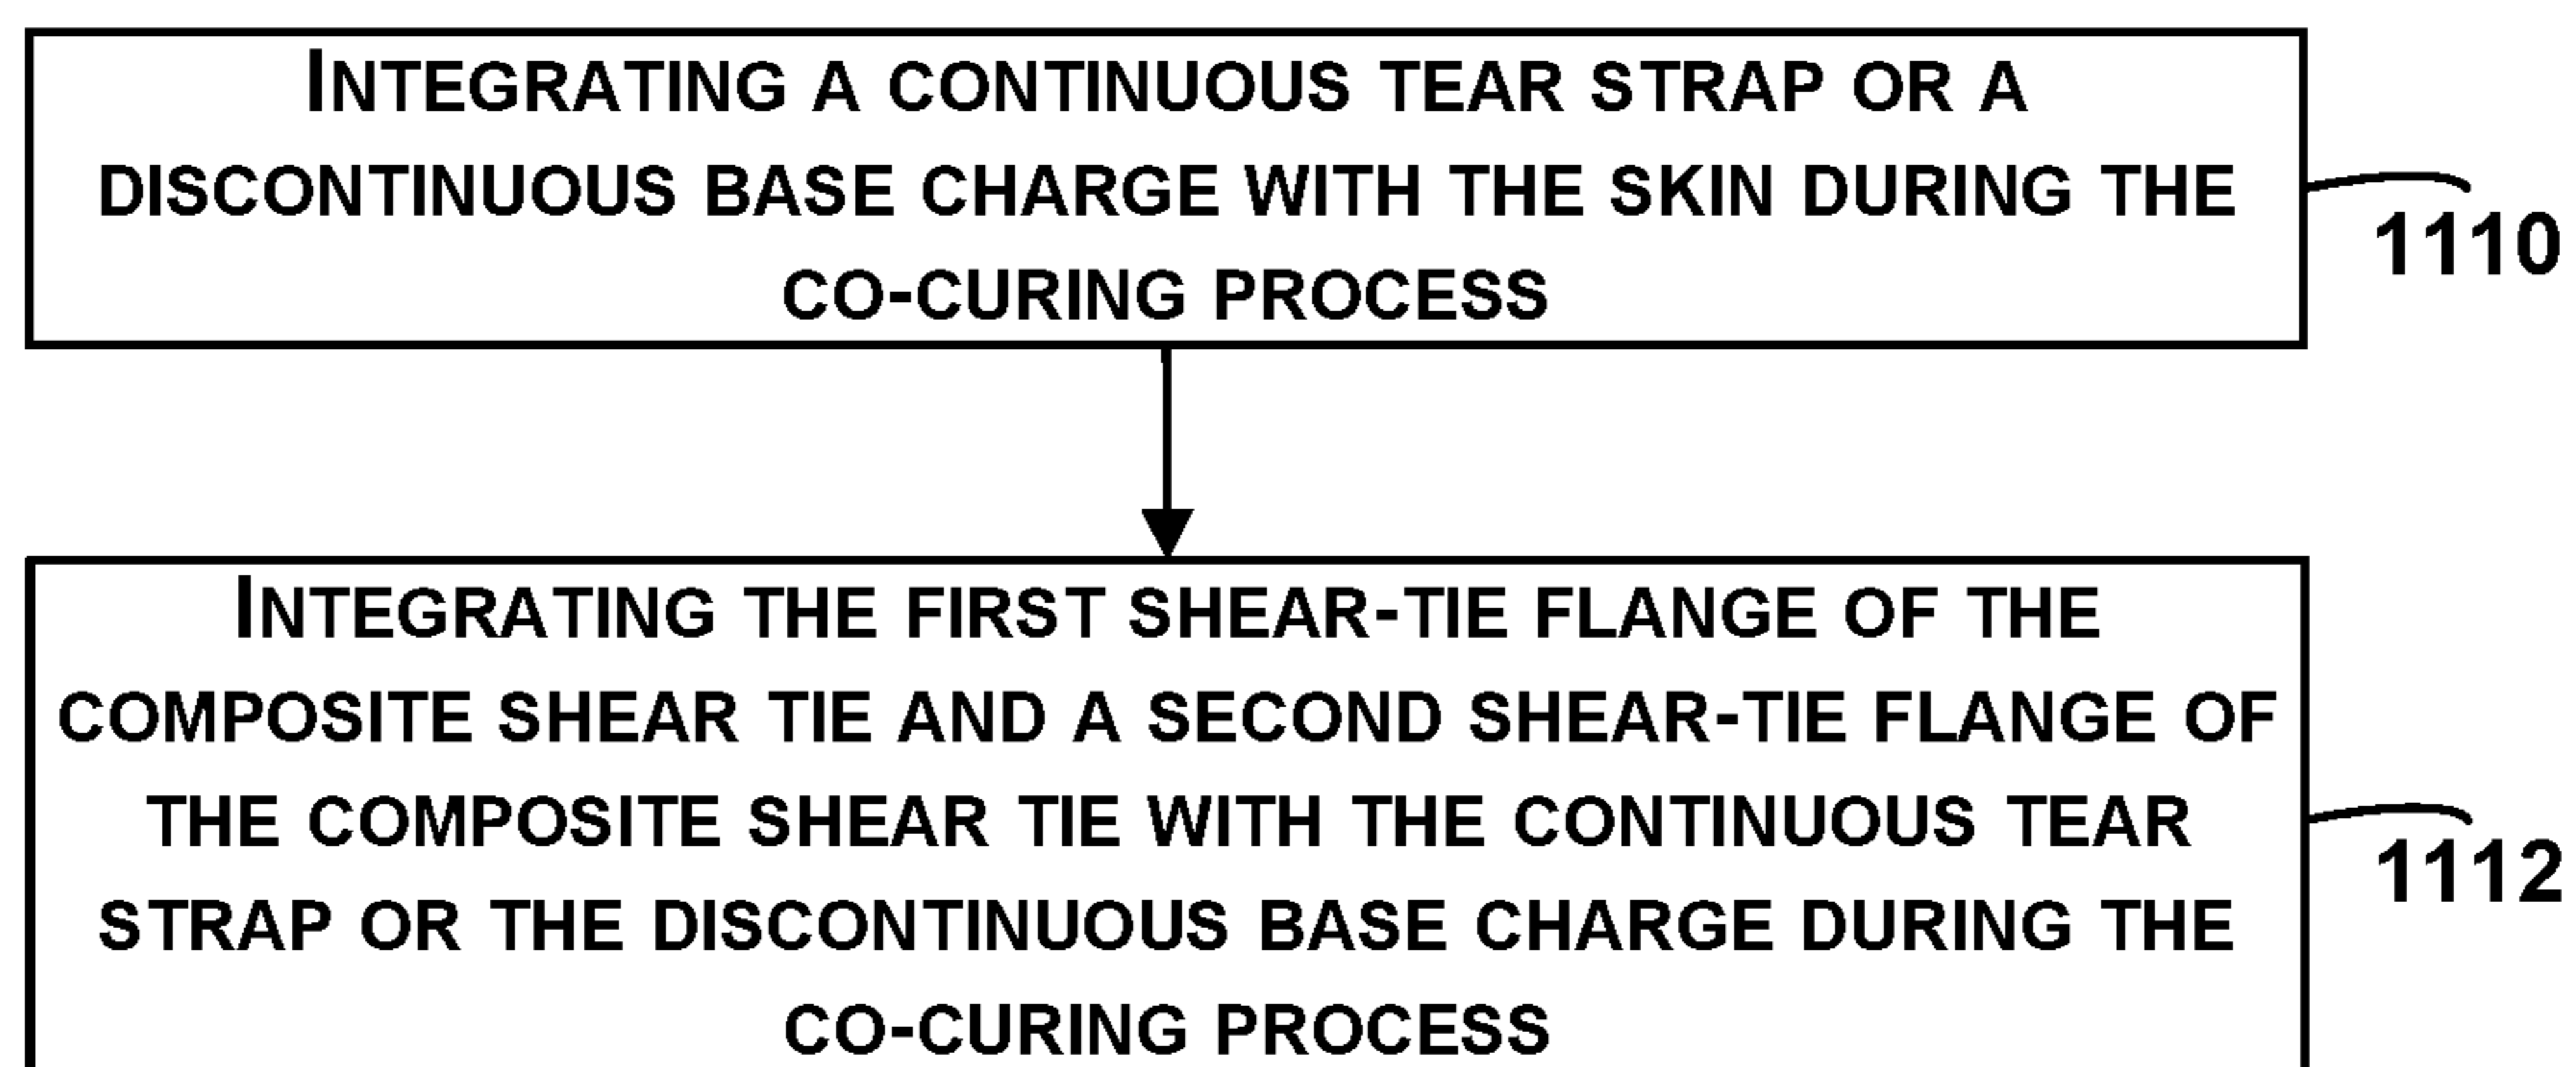 INTEGRATING A CONTINUOUS TEAR STRAP OR A
DISCONTINUOUS BASE CHARGE WITH THE SKIN DURING THE
CO-CURING PROCESS
1110
INTEGRATING THE FIRST SHEAR-TIE FLANGE OF THE
COMPOSITE SHEAR TIE AND A SECOND SHEAR-TIE FLANGE OF
THE COMPOSITE SHEAR TIE WITH THE CONTINUOUS TEAR
STRAP OR THE DISCONTINUOUS BASE CHARGE DURING THE
CO-CURING PROCESS
1112